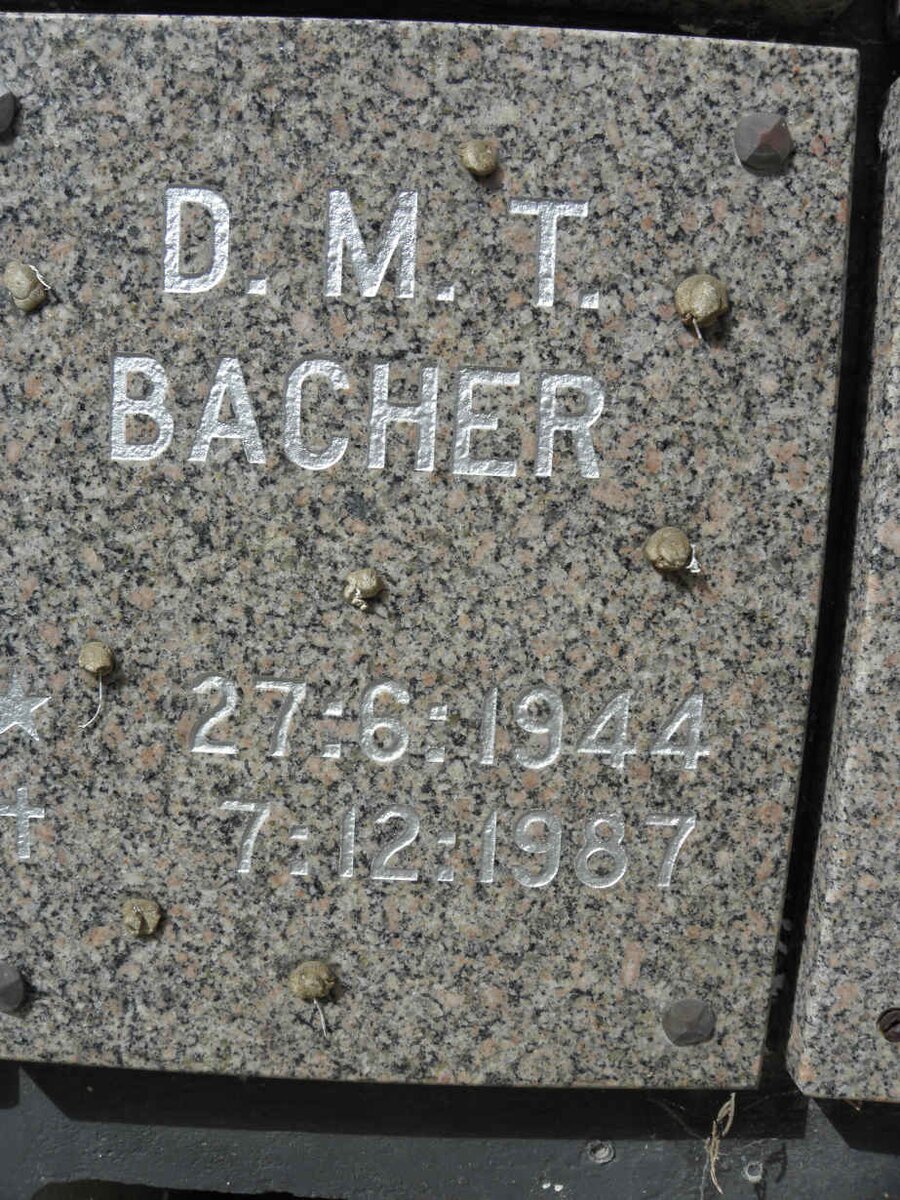 D. M. T.
BACHER
★ 27:6:1944
✝ 7:12:1987